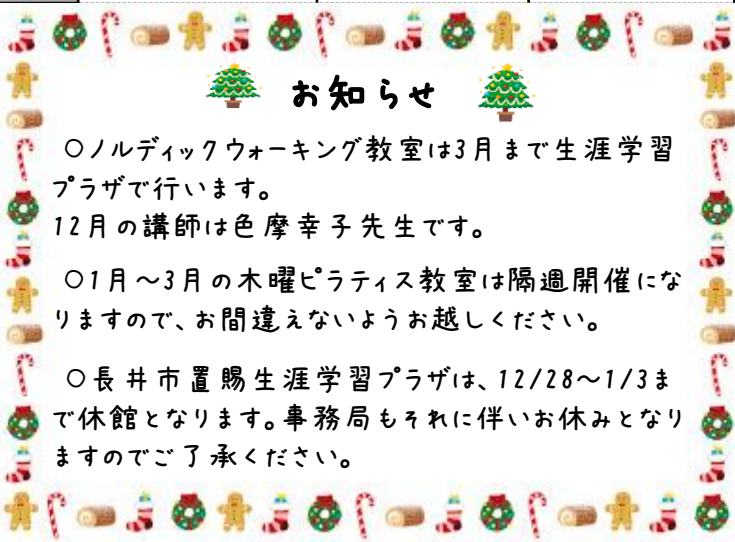 お知らせ
○ノルディックウォーキング教室は3月まで生涯学習
プラザで行います。
12月の講師は色摩幸子先生です。
○1月～3月の木曜ピラティス教室は隔週開催にな
りますので、お間違えないようお越しください。
○長井市置賜生涯学習プラザは、12/28～1/3ま
で休館となります。事務局もそれに伴いお休みとなり
ますのでご了承ください。